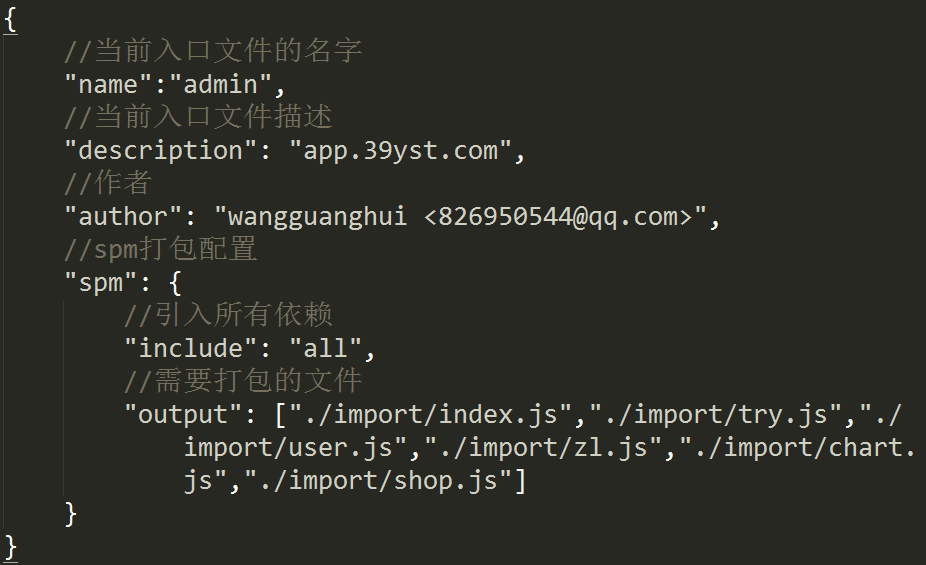 {
//当前入口文件的名字
"name":"admin",
//当前入口文件描述
"description": "app.39yst.com",
//作者
"author": "wangguanghui <826950544@qq.com>",
//spm打包配置
"spm": {
//引入所有依赖
"include": "all",
//需要打包的文件
"output": ["./import/index.js","./import/try.js","./
import/user.js","./import/zl.js","./import/chart.
js","./import/shop.js"]
}
}